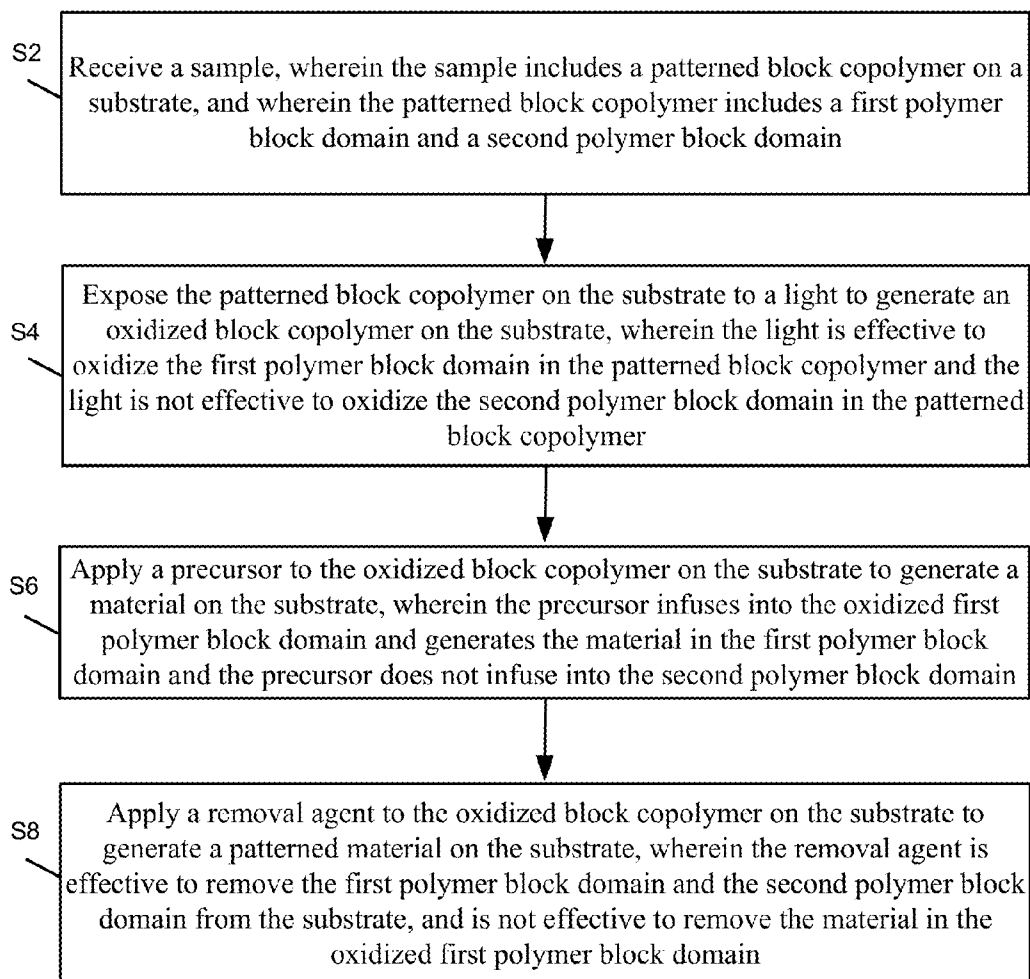 S2
Receive a sample, wherein the sample includes a patterned block copolymer on a
substrate, and wherein the patterned block copolymer includes a first polymer
block domain and a second polymer block domain
S4
Expose the patterned block copolymer on the substrate to a light to generate an
oxidized block copolymer on the substrate, wherein the light is effective to
oxidize the first polymer block domain in the patterned block copolymer and the
light is not effective to oxidize the second polymer block domain in the patterned
block copolymer
S6
Apply a precursor to the oxidized block copolymer on the substrate to generate a
material on the substrate, wherein the precursor infuses into the oxidized first
polymer block domain and generates the material in the first polymer block
domain and the precursor does not infuse into the second polymer block domain
S8
Apply a removal agent to the oxidized block copolymer on the substrate to
generate a patterned material on the substrate, wherein the removal agent is
effective to remove the first polymer block domain and the second polymer block
domain from the substrate, and is not effective to remove the material in the
oxidized first polymer block domain